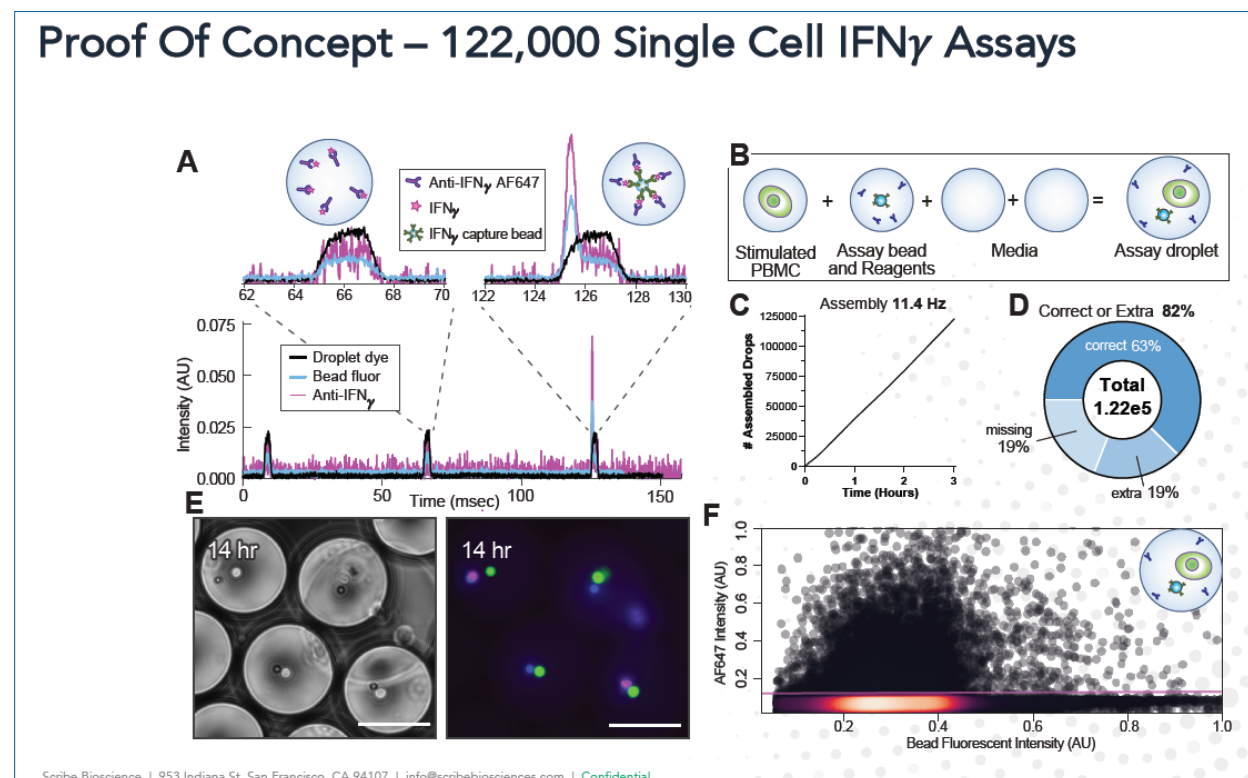 Proof Of Concept – 122,000 Single Cell IFNγ Assays
A
Anti-IFNγ AF647
IFNγ
IFNγ capture bead
62 64 66 68 70
122 124 126 128 130
0.075
0.050
0.025
0.000
Intensity (AU)
Droplet dye
Bead fluor
Anti-IFNγ
0 50 100 150
Time (msec)
B
+ + + =
Stimulated
PBMC
Assay bead
and Reagents
Media
Assay droplet
C
Assembly 11.4 Hz
125000
100000
75000
50000
25000
0
# Assembled Drops
0 1 2 3
Time (Hours)
D
Correct or Extra 82%
correct 63%
Total
1.22e5
missing
19%
extra 19%
E
14 hr
14 hr
F
1.0
0.8
0.6
0.4
0.2
AF647 Intensity (AU)
0.2 0.4 0.6 0.8 1.0
Bead Fluorescent Intensity (AU)
Scribe Bioscience | 953 Indiana St, San Francisco, CA 94107 | info@scribebiosciences.com | Confidential